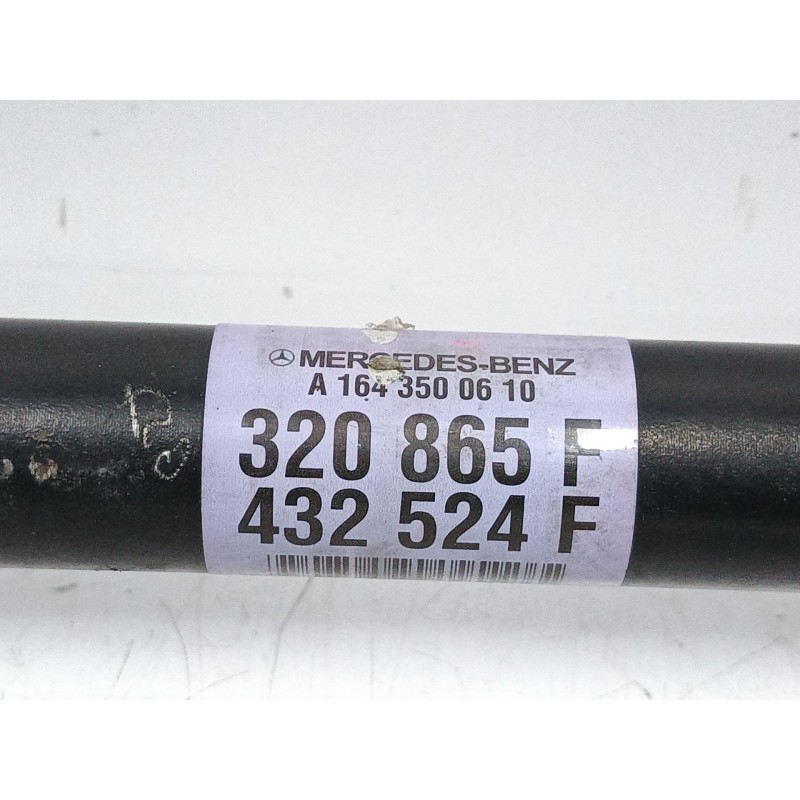 MERCEDES-BENZ
A 164 350 06 10
320 865 F
432 524 F